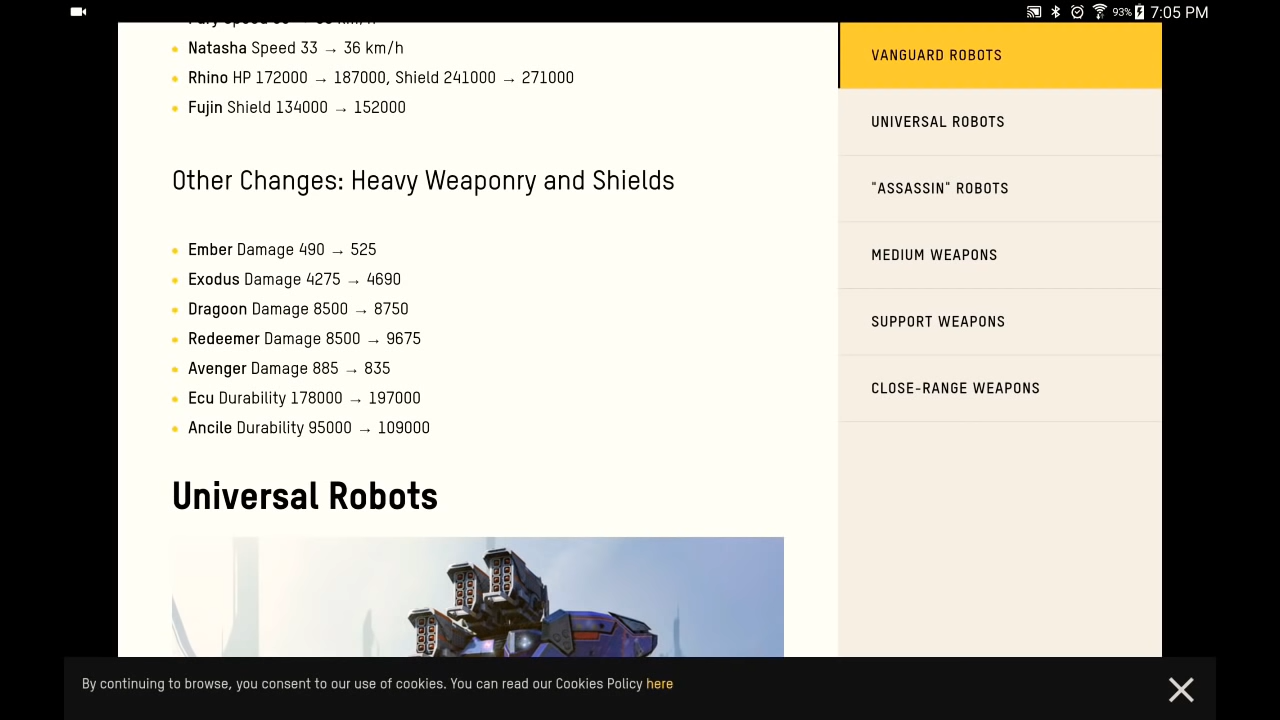 93% 7:05 PM
Natasha Speed 33 → 36 km/h
Rhino HP 172000 → 187000, Shield 241000 → 271000
Fujin Shield 134000 → 152000
Other Changes: Heavy Weaponry and Shields
Ember Damage 490 → 525
Exodus Damage 4275 → 4690
Dragoon Damage 8500 → 8750
Redeemer Damage 8500 → 9675
Avenger Damage 885 → 835
Ecu Durability 178000 → 197000
Ancile Durability 95000 → 109000
Universal Robots
VANGUARD ROBOTS
UNIVERSAL ROBOTS
"ASSASSIN" ROBOTS
MEDIUM WEAPONS
SUPPORT WEAPONS
CLOSE-RANGE WEAPONS
By continuing to browse, you consent to our use of cookies. You can read our Cookies Policy here